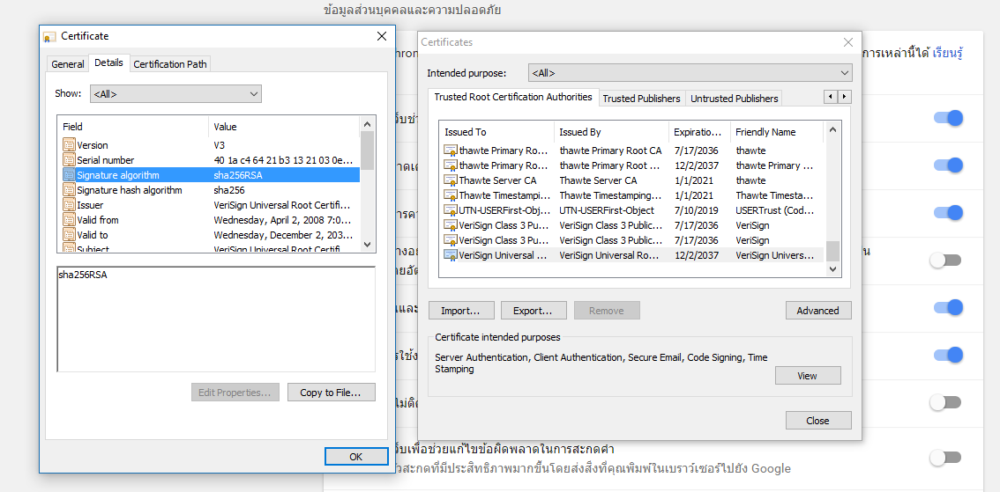 ข้อมูลส่วนบุคคลและความปลอดภัย
Certificate
General Details Certification Path
Show: <All>
Field Value
Version V3
Serial number 40 1a c4 64 21 b3 13 21 03 0e...
Signature algorithm sha256RSA
Signature hash algorithm sha256
Issuer VeriSign Universal Root Certifi...
Valid from Wednesday, April 2, 2008 7:0...
Valid to Wednesday, December 2, 203...
Subject VeriSign Universal Root Certifi...
sha256RSA
Edit Properties... Copy to File...
OK
Certificates
Intended purpose: <All>
Trusted Root Certification Authorities Trusted Publishers Untrusted Publishers
Issued To Issued By Expiratio... Friendly Name
thawte Primary Ro... thawte Primary Root CA 7/17/2036 thawte
thawte Primary Ro... thawte Primary Root ... 12/2/2037 thawte Primary ...
Thawte Server CA Thawte Server CA 1/1/2021 thawte
Thawte Timestampi... Thawte Timestamping... 1/1/2021 Thawte Timesta...
UTN-USERFirst-Obj... UTN-USERFirst-Object 7/10/2019 USERTrust (Cod...
VeriSign Class 3 Pu... VeriSign Class 3 Public... 7/17/2036 VeriSign
VeriSign Class 3 Pu... VeriSign Class 3 Public... 7/17/2036 VeriSign
VeriSign Universal ... VeriSign Universal Ro... 12/2/2037 VeriSign Univers...
Import... Export... Remove Advanced
Certificate intended purposes
Server Authentication, Client Authentication, Secure Email, Code Signing, Time
Stamping
View
Close
การเหล่านี้ได้ เรียนรู้
ว็บเพื่อช่วยแก้ไขข้อผิดพลาดในการสะกดคำ
วสะกดที่มีประสิทธิภาพมากขึ้นโดยส่งสิ่งที่คุณพิมพ์ในเบราว์เซอร์ไปยัง Google